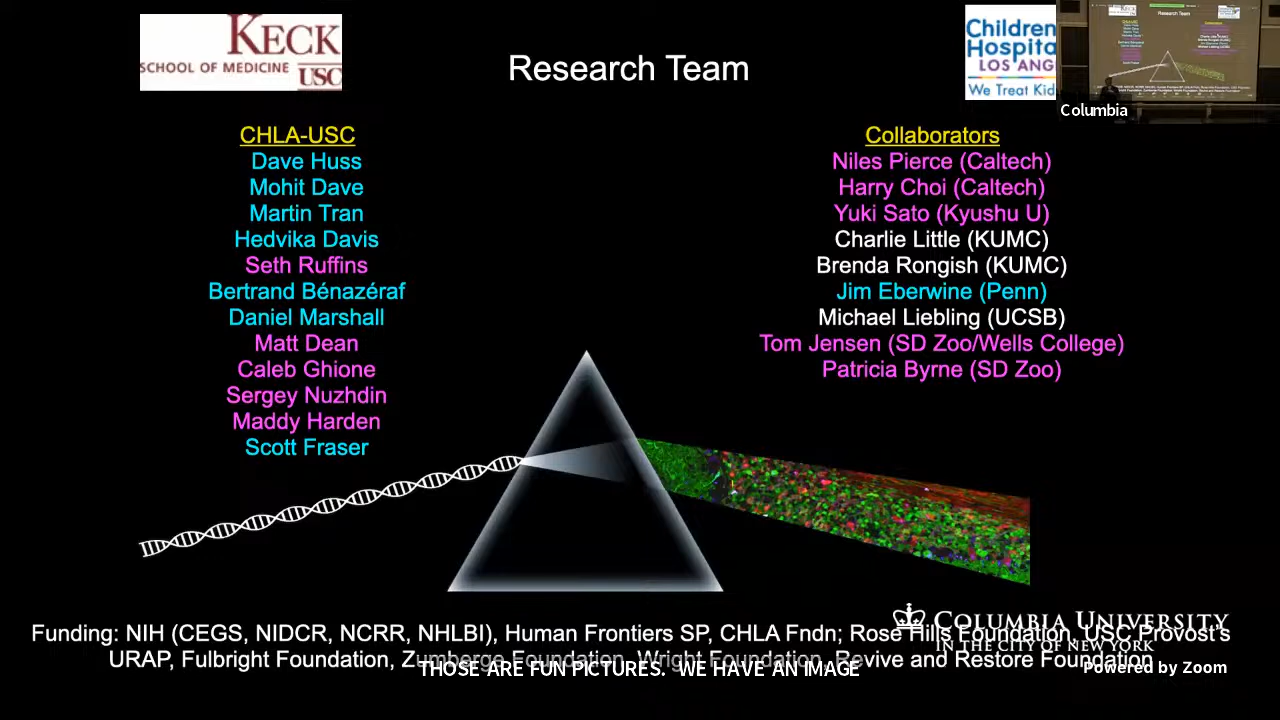 KECK
SCHOOL OF MEDICINE USC
Research Team
Children
Hospita
LOS ANG
We Treat Kid
Columbia
CHLA-USC
Dave Huss
Mohit Dave
Martin Tran
Hedvika Davis
Seth Ruffins
Bertrand Bénazéraf
Daniel Marshall
Matt Dean
Caleb Ghione
Sergey Nuzhdin
Maddy Harden
Scott Fraser
Collaborators
Niles Pierce (Caltech)
Harry Choi (Caltech)
Yuki Sato (Kyushu U)
Charlie Little (KUMC)
Brenda Rongish (KUMC)
Jim Eberwine (Penn)
Michael Liebling (UCSB)
Tom Jensen (SD Zoo/Wells College)
Patricia Byrne (SD Zoo)
Funding: NIH (CEGS, NIDCR, NCRR, NHLBI), Human Frontiers SP, CHLA Fndn; Rose Hills Foundation, USC Provost's
URAP, Fulbright Foundation, Zumberge Foundation, Wright Foundation, Revive and Restore Foundation
COLUMBIA UNIVERSITY
IN THE CITY OF NEW YORK
THOSE ARE FUN PICTURES. WE HAVE AN IMAGE
Powered by Zoom